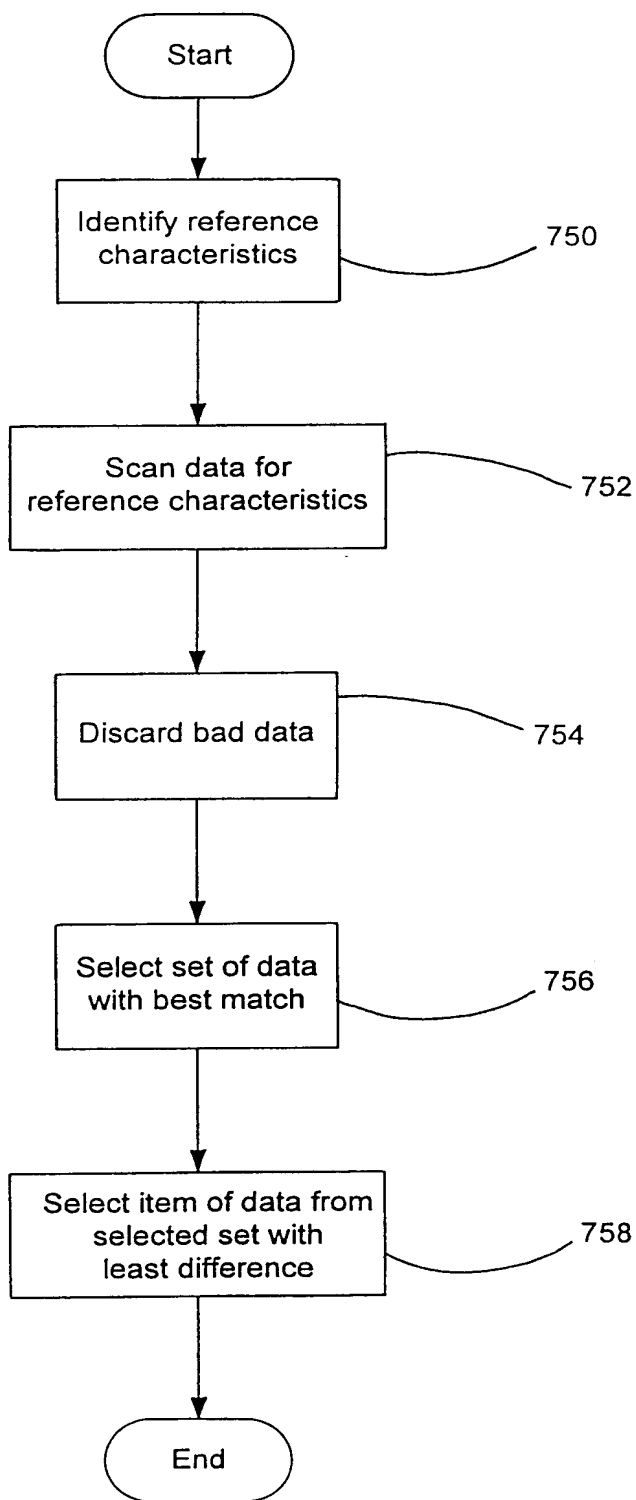 Start
Identify reference
characteristics
750
Scan data for
reference characteristics
752
Discard bad data
754
Select set of data
with best match
756
Select item of data from
selected set with
least difference
758
End